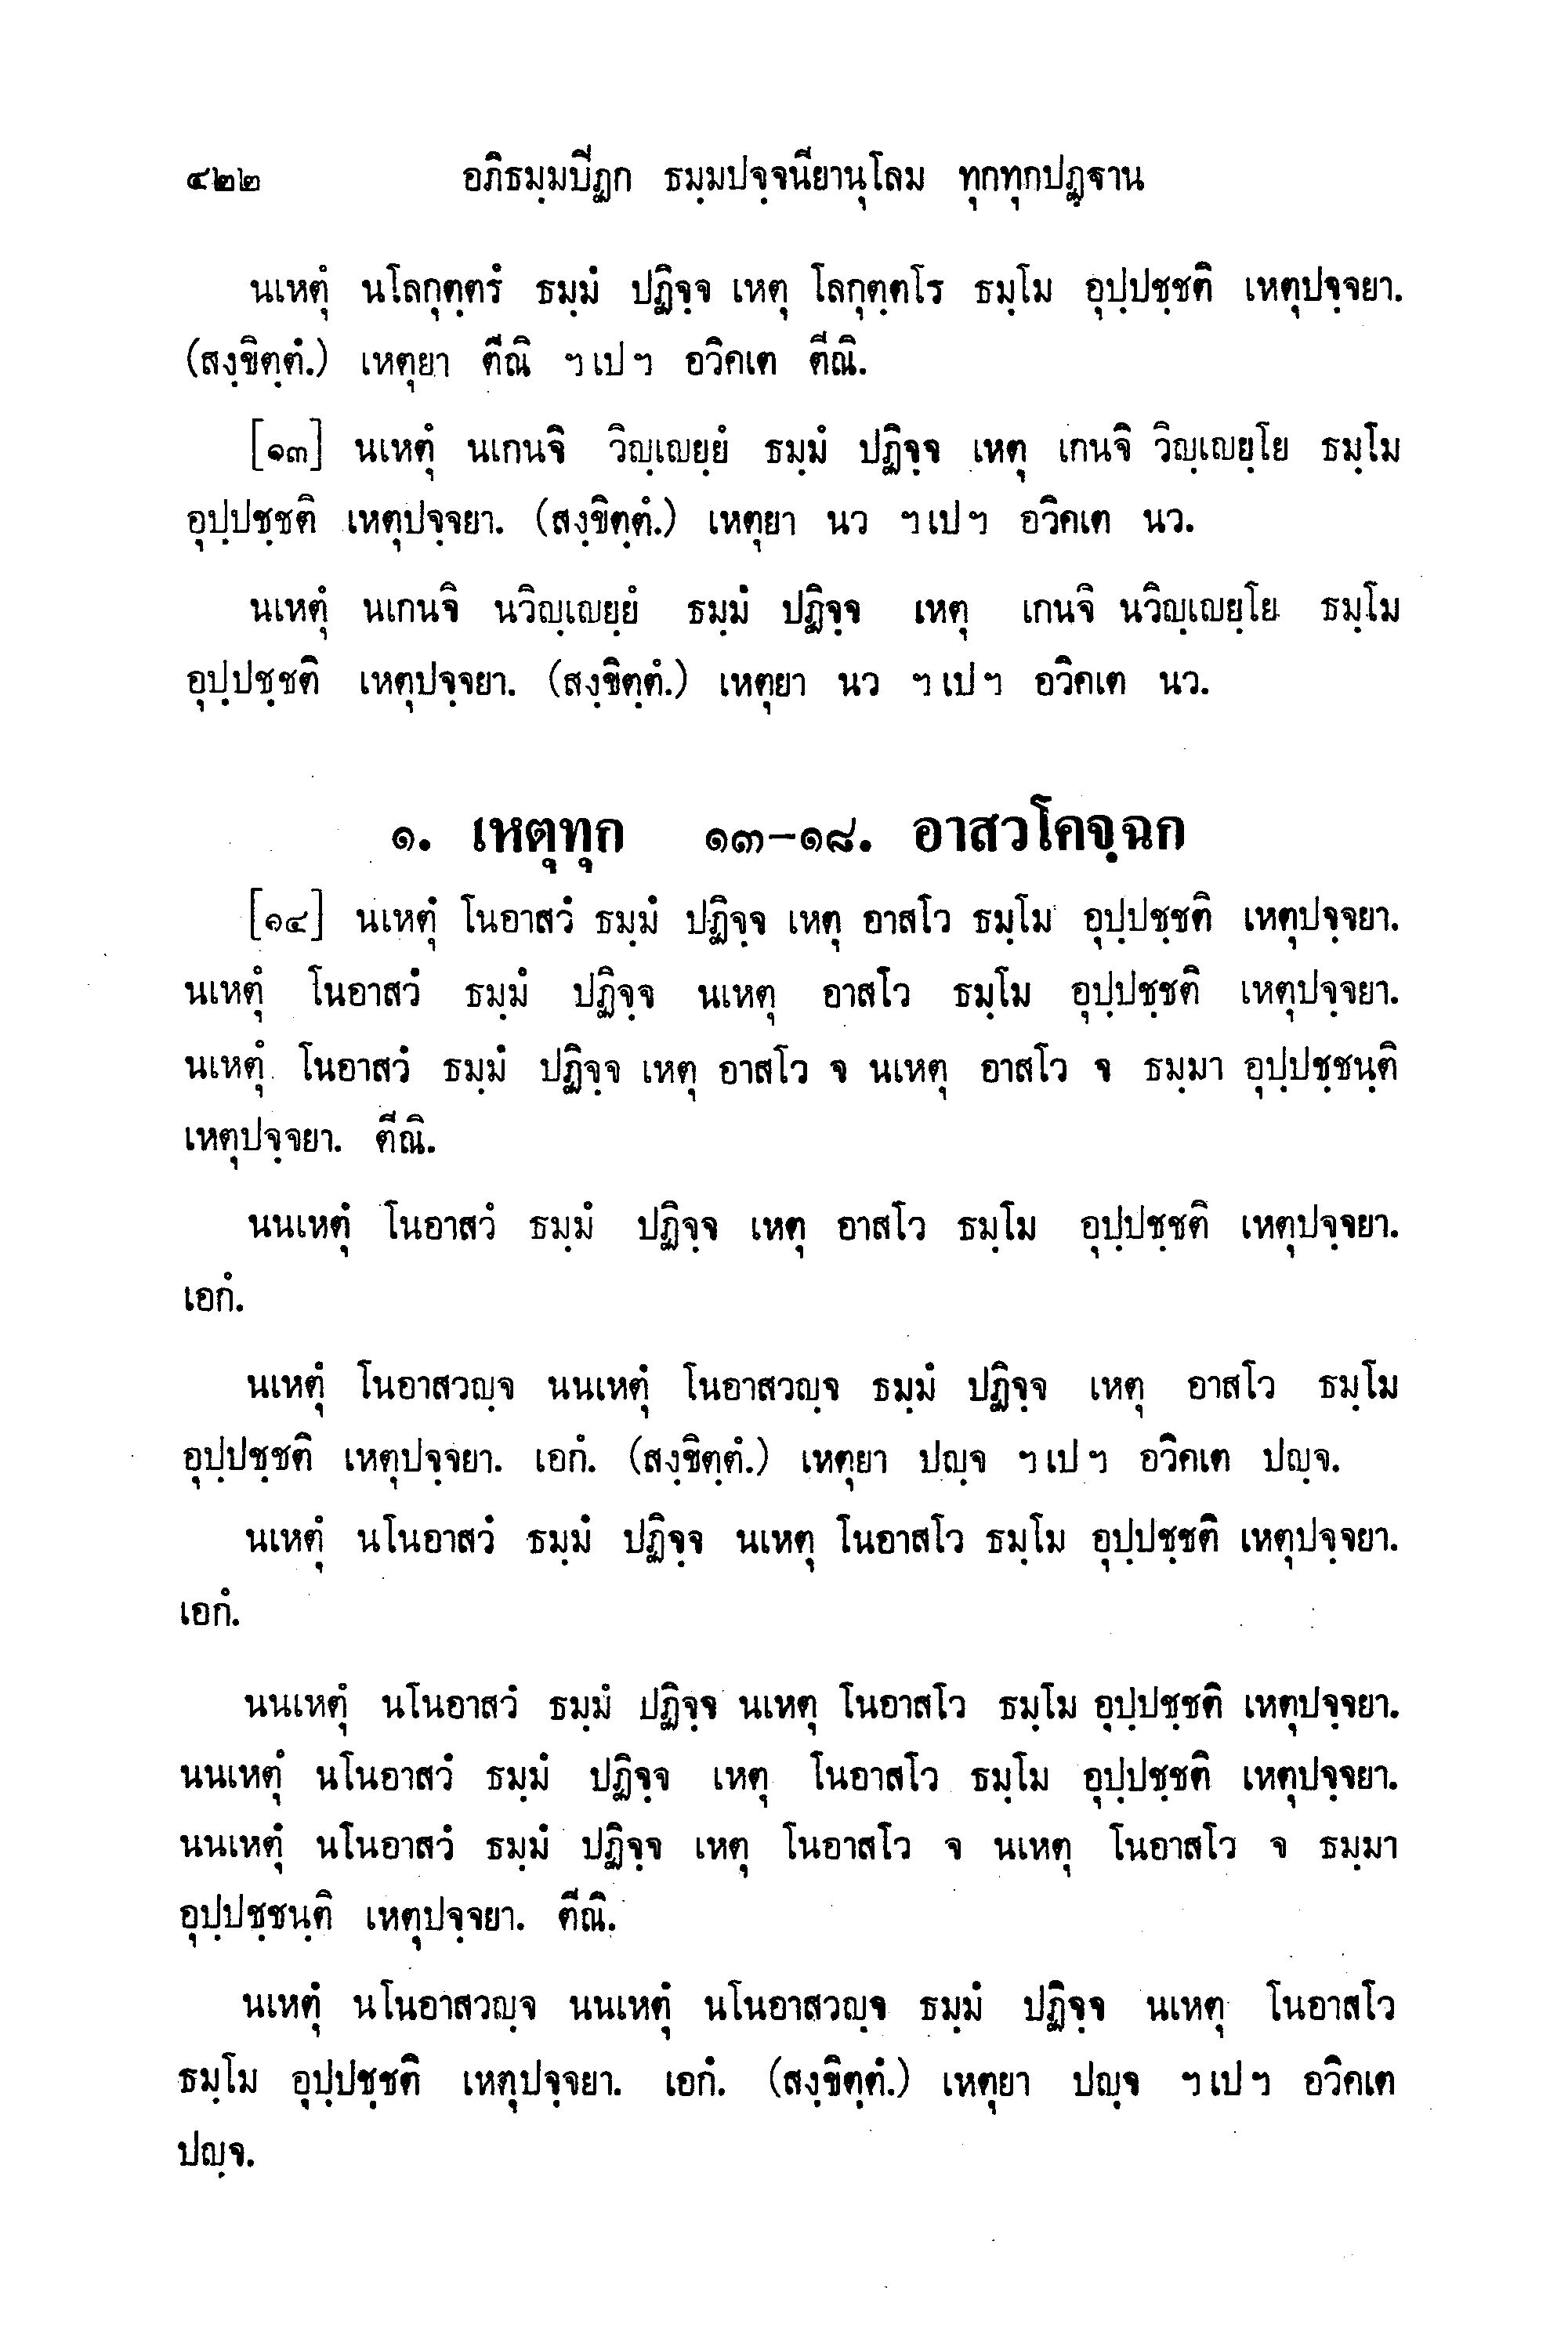 ๔๒๒ อภิธมฺมปีฏก ธมฺมปจฺจนียานุโลม ทุกทุกปฏฺฐาน
นเหตุํ นโลกุตฺตรํ ธมฺมํ ปฏิจฺจ เหตุ โลกุตฺตโร ธมฺโม อุปฺปชฺชติ เหตุปจฺจยา.
(สงฺขิตฺตํ.) เหตุยา ตีณิ ฯเปฯ อวิคเต ตีณิ.
[๑๓] นเหตุํ นเกนจิ วิญฺเญยฺยํ ธมฺมํ ปฏิจฺจ เหตุ เกนจิ วิญฺเญยฺโย ธมฺโม
อุปฺปชฺชติ เหตุปจฺจยา. (สงฺขิตฺตํ.) เหตุยา นว ฯเปฯ อวิคเต นว.
นเหตุํ นเกนจิ นวิญฺเญยฺยํ ธมฺมํ ปฏิจฺจ เหตุ เกนจิ นวิญฺเญยฺโย ธมฺโม
อุปฺปชฺชติ เหตุปจฺจยา. (สงฺขิตฺตํ.) เหตุยา นว ฯเปฯ อวิคเต นว.
๑. เหตุทุก ๑๓-๑๘. อาสวโคจฺฉก
[๑๔] นเหตุํ โนอาสวํ ธมฺมํ ปฏิจฺจ เหตุ อาสโว ธมฺโม อุปฺปชฺชติ เหตุปจฺจยา.
นเหตุํ โนอาสวํ ธมฺมํ ปฏิจฺจ นเหตุ อาสโว ธมฺโม อุปฺปชฺชติ เหตุปจฺจยา.
นเหตุํ โนอาสวํ ธมฺมํ ปฏิจฺจ เหตุ อาสโว จ นเหตุ อาสโว จ ธมฺมา อุปฺปชฺชนฺติ
เหตุปจฺจยา. ตีณิ.
นนเหตุํ โนอาสวํ ธมฺมํ ปฏิจฺจ เหตุ อาสโว ธมฺโม อุปฺปชฺชติ เหตุปจฺจยา.
เอกํ.
นเหตุํ โนอาสวญฺจ นนเหตุํ โนอาสวญฺจ ธมฺมํ ปฏิจฺจ เหตุ อาสโว ธมฺโม
อุปฺปชฺชติ เหตุปจฺจยา. เอกํ. (สงฺขิตฺตํ.) เหตุยา ปญฺจ ฯเปฯ อวิคเต ปญฺจ.
นเหตุํ นโนอาสวํ ธมฺมํ ปฏิจฺจ นเหตุ โนอาสโว ธมฺโม อุปฺปชฺชติ เหตุปจฺจยา.
เอกํ.
นนเหตุํ นโนอาสวํ ธมฺมํ ปฏิจฺจ นเหตุ โนอาสโว ธมฺโม อุปฺปชฺชติ เหตุปจฺจยา.
นนเหตุํ นโนอาสวํ ธมฺมํ ปฏิจฺจ เหตุ โนอาสโว ธมฺโม อุปฺปชฺชติ เหตุปจฺจยา.
นนเหตุํ นโนอาสวํ ธมฺมํ ปฏิจฺจ เหตุ โนอาสโว จ นเหตุ โนอาสโว จ ธมฺมา
อุปฺปชฺชนฺติ เหตุปจฺจยา. ตีณิ.
นเหตุํ นโนอาสวญฺจ นนเหตุํ นโนอาสวญฺจ ธมฺมํ ปฏิจฺจ นเหตุ โนอาสโว
ธมฺโม อุปฺปชฺชติ เหตุปจฺจยา. เอกํ. (สงฺขิตฺตํ.) เหตุยา ปญฺจ ฯเปฯ อวิคเต
ปญฺจ.